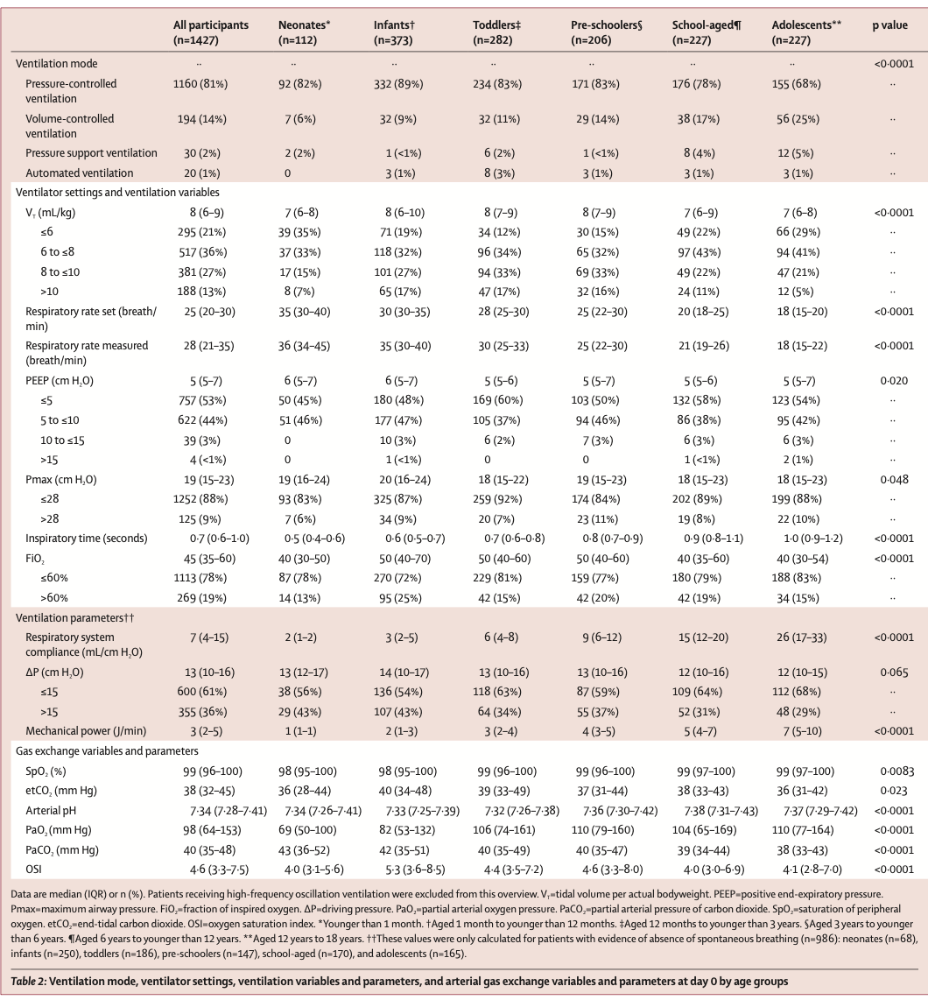 All participants Neonates* Infants† Toddlers‡ Pre-schoolers§ School-aged¶ Adolescents** p value
(n=1427) (n=112) (n=373) (n=282) (n=206) (n=227) (n=227)
Ventilation mode ·· ·· ·· ·· ·· ·· ·· <0·0001
Pressure-controlled 1160 (81%) 92 (82%) 332 (89%) 234 (83%) 171 (83%) 176 (78%) 155 (68%) ··
ventilation
Volume-controlled 194 (14%) 7 (6%) 32 (9%) 32 (11%) 29 (14%) 38 (17%) 56 (25%) ··
ventilation
Pressure support ventilation 30 (2%) 2 (2%) 1 (<1%) 6 (2%) 1 (<1%) 8 (4%) 12 (5%) ··
Automated ventilation 20 (1%) 0 3 (1%) 8 (3%) 3 (1%) 3 (1%) 3 (1%) ··
Ventilator settings and ventilation variables
V_T (mL/kg) 8 (6–9) 7 (6–8) 8 (6–10) 8 (7–9) 8 (7–9) 7 (6–9) 7 (6–8) <0·0001
≤6 295 (21%) 39 (35%) 71 (19%) 34 (12%) 30 (15%) 49 (22%) 66 (29%) ··
6 to ≤8 517 (36%) 37 (33%) 118 (32%) 96 (34%) 65 (32%) 97 (43%) 94 (41%) ··
8 to ≤10 381 (27%) 17 (15%) 101 (27%) 94 (33%) 69 (33%) 49 (22%) 47 (21%) ··
>10 188 (13%) 8 (7%) 65 (17%) 47 (17%) 32 (16%) 24 (11%) 12 (5%) ··
Respiratory rate set (breath/ 25 (20–30) 35 (30–40) 30 (30–35) 28 (25–30) 25 (22–30) 20 (18–25) 18 (15–20) <0·0001
min)
Respiratory rate measured 28 (21–35) 36 (34–45) 35 (30–40) 30 (25–33) 25 (22–30) 21 (19–26) 18 (15–22) <0·0001
(breath/min)
PEEP (cm H₂O) 5 (5–7) 6 (5–7) 6 (5–7) 5 (5–6) 5 (5–7) 5 (5–6) 5 (5–7) 0·020
≤5 757 (53%) 50 (45%) 180 (48%) 169 (60%) 103 (50%) 132 (58%) 123 (54%) ··
5 to ≤10 622 (44%) 51 (46%) 177 (47%) 105 (37%) 94 (46%) 86 (38%) 95 (42%) ··
10 to ≤15 39 (3%) 0 10 (3%) 6 (2%) 7 (3%) 6 (3%) 6 (3%) ··
>15 4 (<1%) 0 1 (<1%) 0 0 1 (<1%) 2 (1%) ··
Pmax (cm H₂O) 19 (15–23) 19 (16–24) 20 (16–24) 18 (15–22) 19 (15–23) 18 (15–23) 18 (15–23) 0·048
≤28 1252 (88%) 93 (83%) 325 (87%) 259 (92%) 174 (84%) 202 (89%) 199 (88%) ··
>28 125 (9%) 7 (6%) 34 (9%) 20 (7%) 23 (11%) 19 (8%) 22 (10%) ··
Inspiratory time (seconds) 0·7 (0·6–1·0) 0·5 (0·4–0·6) 0·6 (0·5–0·7) 0·7 (0·6–0·8) 0·8 (0·7–0·9) 0·9 (0·8–1·1) 1·0 (0·9–1·2) <0·0001
FiO₂ 45 (35–60) 40 (30–50) 50 (40–70) 50 (40–60) 50 (40–60) 40 (35–60) 40 (30–54) <0·0001
≤60% 1113 (78%) 87 (78%) 270 (72%) 229 (81%) 159 (77%) 180 (79%) 188 (83%) ··
>60% 269 (19%) 14 (13%) 95 (25%) 42 (15%) 42 (20%) 42 (19%) 34 (15%) ··
Ventilation parameters††
Respiratory system 7 (4–15) 2 (1–2) 3 (2–5) 6 (4–8) 9 (6–12) 15 (12–20) 26 (17–33) <0·0001
compliance (mL/cm H₂O)
ΔP (cm H₂O) 13 (10–16) 13 (12–17) 14 (10–17) 13 (10–16) 13 (10–16) 12 (10–16) 12 (10–15) 0·065
≤15 600 (61%) 38 (56%) 136 (54%) 118 (63%) 87 (59%) 109 (64%) 112 (68%) ··
>15 355 (36%) 29 (43%) 107 (43%) 64 (34%) 55 (37%) 52 (31%) 48 (29%) ··
Mechanical power (J/min) 3 (2–5) 1 (1–1) 2 (1–3) 3 (2–4) 4 (3–5) 5 (4–7) 7 (5–10) <0·0001
Gas exchange variables and parameters
SpO₂ (%) 99 (96–100) 98 (95–100) 98 (95–100) 99 (96–100) 99 (96–100) 99 (97–100) 99 (97–100) 0·0083
etCO₂ (mm Hg) 38 (32–45) 36 (28–44) 40 (34–48) 39 (33–49) 37 (31–44) 38 (33–43) 36 (31–42) 0·023
Arterial pH 7·34 (7·28–7·41) 7·34 (7·26–7·41) 7·33 (7·25–7·39) 7·32 (7·26–7·38) 7·36 (7·30–7·42) 7·38 (7·31–7·43) 7·37 (7·29–7·42) <0·0001
PaO₂ (mm Hg) 98 (64–153) 69 (50–100) 82 (53–132) 106 (74–161) 110 (79–160) 104 (65–169) 110 (77–164) <0·0001
PaCO₂ (mm Hg) 40 (35–48) 43 (36–52) 42 (35–51) 40 (35–49) 40 (35–47) 39 (34–44) 38 (33–43) <0·0001
OSI 4·6 (3·3–7·5) 4·0 (3·1–5·6) 5·3 (3·6–8·5) 4·4 (3·5–7·2) 4·6 (3·3–8·0) 4·0 (3·0–6·9) 4·1 (2·8–7·0) <0·0001
Data are median (IQR) or n (%). Patients receiving high-frequency oscillation ventilation were excluded from this overview. V_T=tidal volume per actual bodyweight. PEEP=positive end-expiratory pressure.
Pmax=maximum airway pressure. FiO₂=fraction of inspired oxygen. ΔP=driving pressure. PaO₂=partial arterial oxygen pressure. PaCO₂=partial arterial pressure of carbon dioxide. SpO₂=saturation of peripheral
oxygen. etCO₂=end-tidal carbon dioxide. OSI=oxygen saturation index. *Younger than 1 month. †Aged 1 month to younger than 12 months. ‡Aged 12 months to younger than 3 years. §Aged 3 years to younger
than 6 years. ¶Aged 6 years to younger than 12 years. **Aged 12 years to 18 years. ††These values were only calculated for patients with evidence of absence of spontaneous breathing (n=986): neonates (n=68),
infants (n=250), toddlers (n=186), pre-schoolers (n=147), school-aged (n=170), and adolescents (n=165).
Table 2: Ventilation mode, ventilator settings, ventilation variables and parameters, and arterial gas exchange variables and parameters at day 0 by age groups